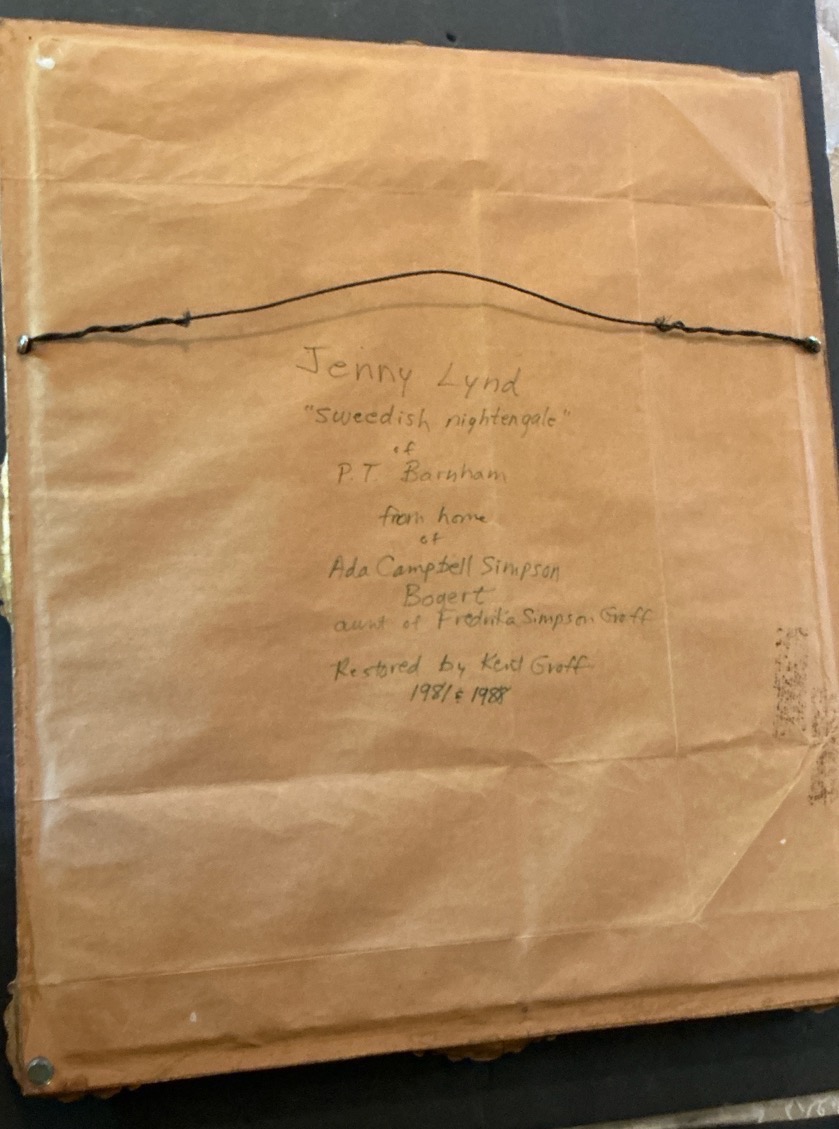 Jenny Lynd
"Sweedish nightengale"
of
P.T. Barnham
from home
of
Ada Campbell Simpson
Bogert
aunt of Fredrika Simpson Groff
Restored by Groff
1981 & 1988